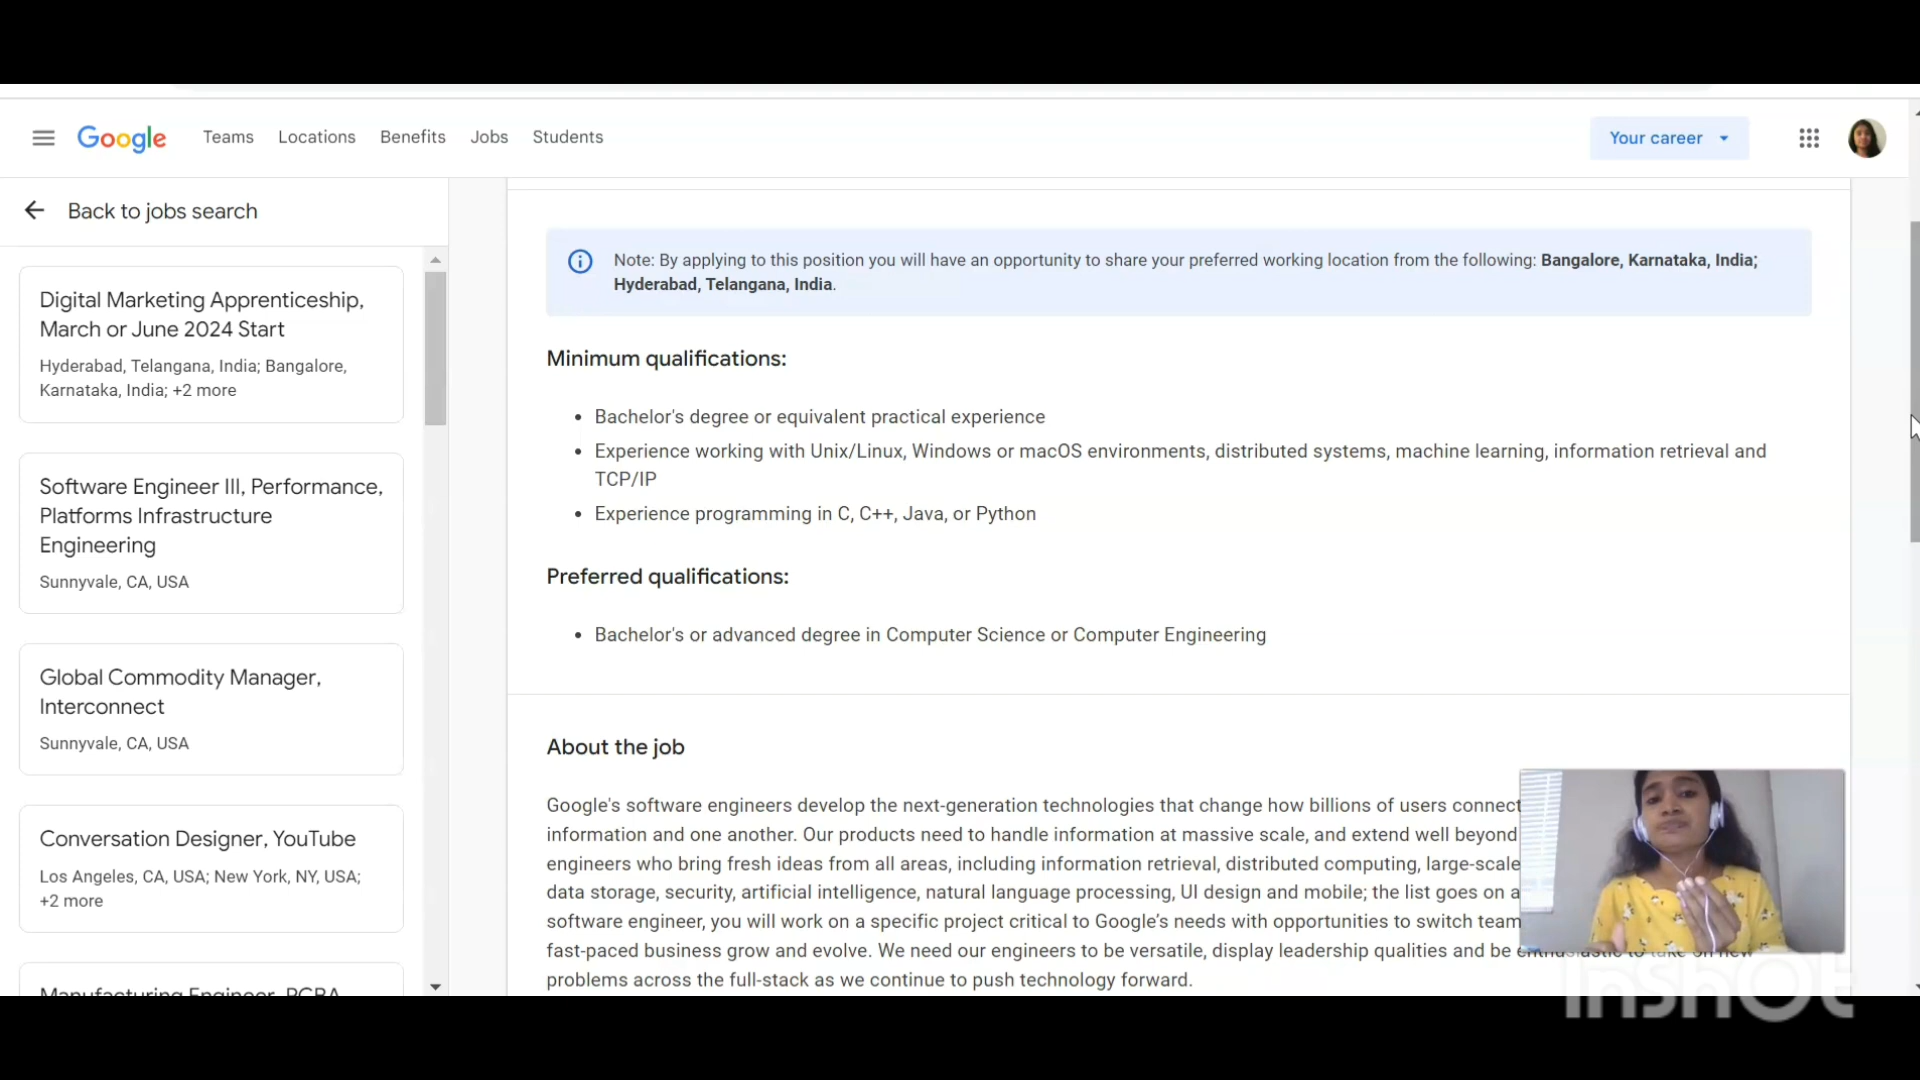 Google
Teams
Locations
Benefits
Jobs
Students
Your career
Back to jobs search
Digital Marketing Apprenticeship,
March or June 2024 Start
Hyderabad, Telangana, India; Bangalore,
Karnataka, India; +2 more
Software Engineer III, Performance,
Platforms Infrastructure
Engineering
Sunnyvale, CA, USA
Global Commodity Manager,
Interconnect
Sunnyvale, CA, USA
Conversation Designer, YouTube
Los Angeles, CA, USA; New York, NY, USA;
+2 more
Manufacturing Engineer, PCBA
Note: By applying to this position you will have an opportunity to share your preferred working location from the following: Bangalore, Karnataka, India;
Hyderabad, Telangana, India.
Minimum qualifications:
• Bachelor's degree or equivalent practical experience
• Experience working with Unix/Linux, Windows or macOS environments, distributed systems, machine learning, information retrieval and
TCP/IP
• Experience programming in C, C++, Java, or Python
Preferred qualifications:
• Bachelor's or advanced degree in Computer Science or Computer Engineering
About the job
Google's software engineers develop the next-generation technologies that change how billions of users connect
information and one another. Our products need to handle information at massive scale, and extend well beyond
engineers who bring fresh ideas from all areas, including information retrieval, distributed computing, large-scale
data storage, security, artificial intelligence, natural language processing, UI design and mobile; the list goes on a
software engineer, you will work on a specific project critical to Google's needs with opportunities to switch team
fast-paced business grow and evolve. We need our engineers to be versatile, display leadership qualities and be enthusiastic to take on new
problems across the full-stack as we continue to push technology forward.
InShOt